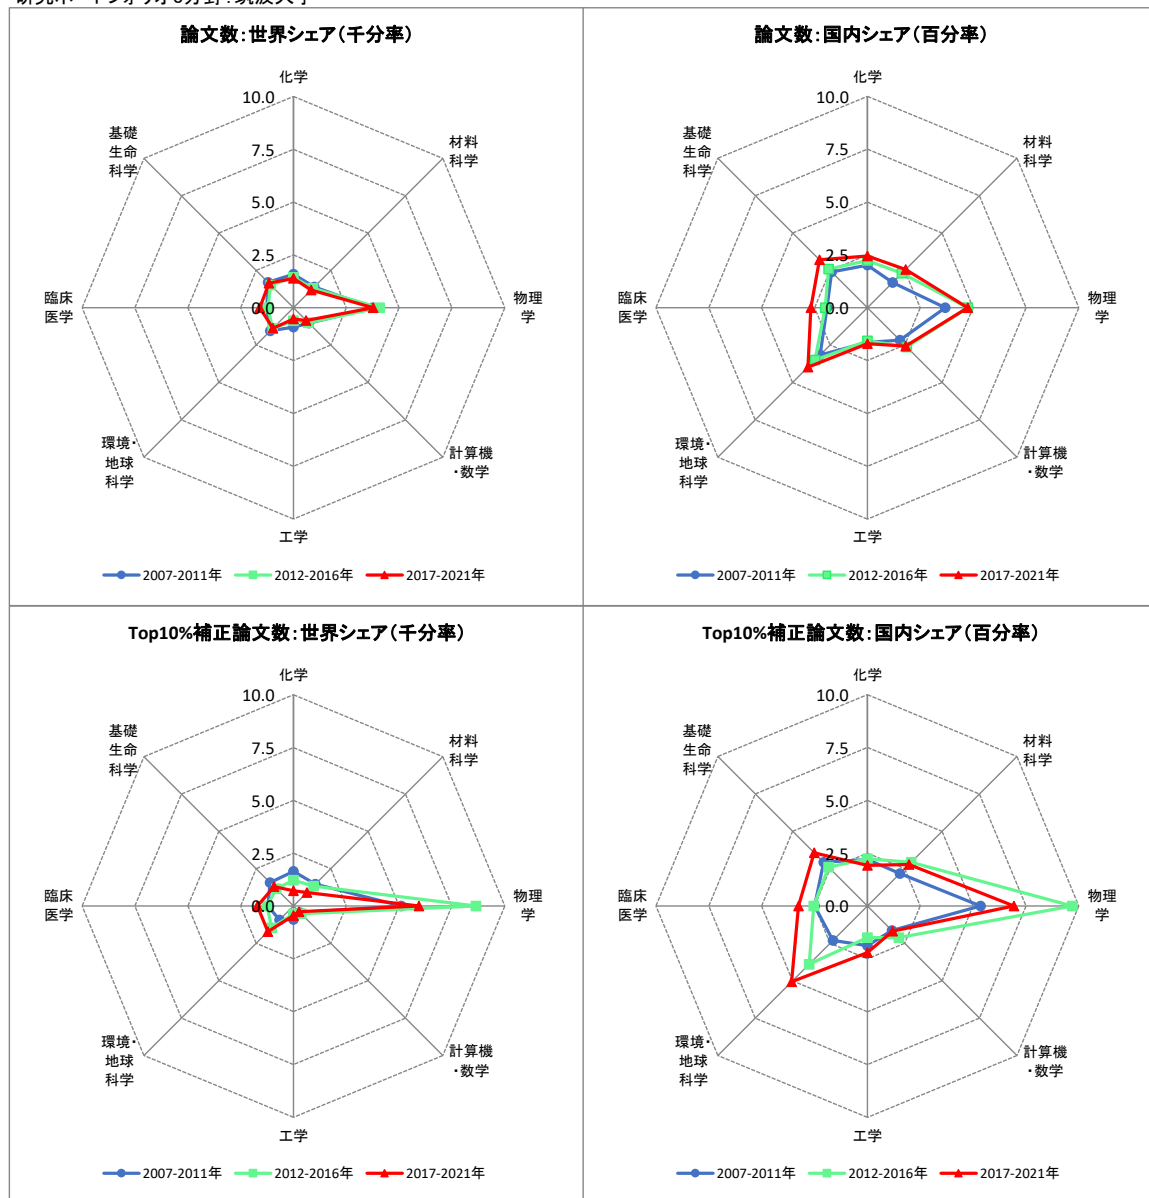 論文数：世界シェア（千分率）
化学
10.0
7.5
5.0
2.5
0.0
材料
科学
物理
学
計算機
・数学
工学
環境・
地球
科学
臨床
医学
基礎
生命
科学
2007-2011年 2012-2016年 2017-2021年
論文数：国内シェア（百分率）
化学
10.0
7.5
5.0
2.5
0.0
材料
科学
物理
学
計算機
・数学
工学
環境・
地球
科学
臨床
医学
基礎
生命
科学
2007-2011年 2012-2016年 2017-2021年
Top10%補正論文数：世界シェア（千分率）
化学
10.0
7.5
5.0
2.5
0.0
材料
科学
物理
学
計算機
・数学
工学
環境・
地球
科学
臨床
医学
基礎
生命
科学
2007-2011年 2012-2016年 2017-2021年
Top10%補正論文数：国内シェア（百分率）
化学
10.0
7.5
5.0
2.5
0.0
材料
科学
物理
学
計算機
・数学
工学
環境・
地球
科学
臨床
医学
基礎
生命
科学
2007-2011年 2012-2016年 2017-2021年